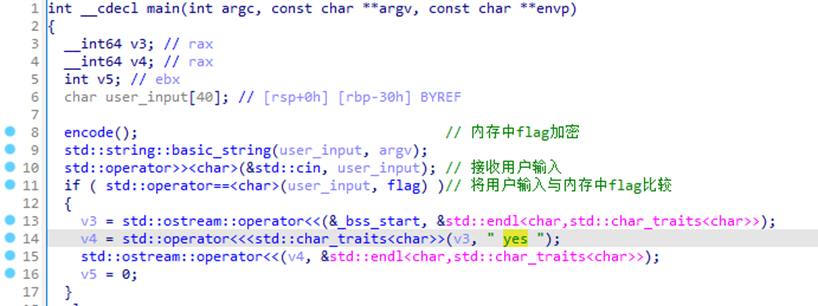 1 int __cdecl main(int argc, const char **argv, const char **envp)
2 {
3 __int64 v3; // rax
4 __int64 v4; // rax
5 int v5; // ebx
6 char user_input[40]; // [rsp+0h] [rbp-30h] BYREF
7
8 encode(); // 内存中flag加密
9 std::string::basic_string(user_input, argv);
10 std::operator>><char>(&std::cin, user_input); // 接收用户输入
11 if ( std::operator==<char>(user_input, flag) )// 将用户输入与内存中flag比较
12 {
13 v3 = std::ostream::operator<<(&_bss_start, &std::endl<char,std::char_traits<char>>);
14 v4 = std::operator<<<std::char_traits<char>>(v3, " yes ");
15 std::ostream::operator<<(v4, &std::endl<char,std::char_traits<char>>);
16 v5 = 0;
17 }